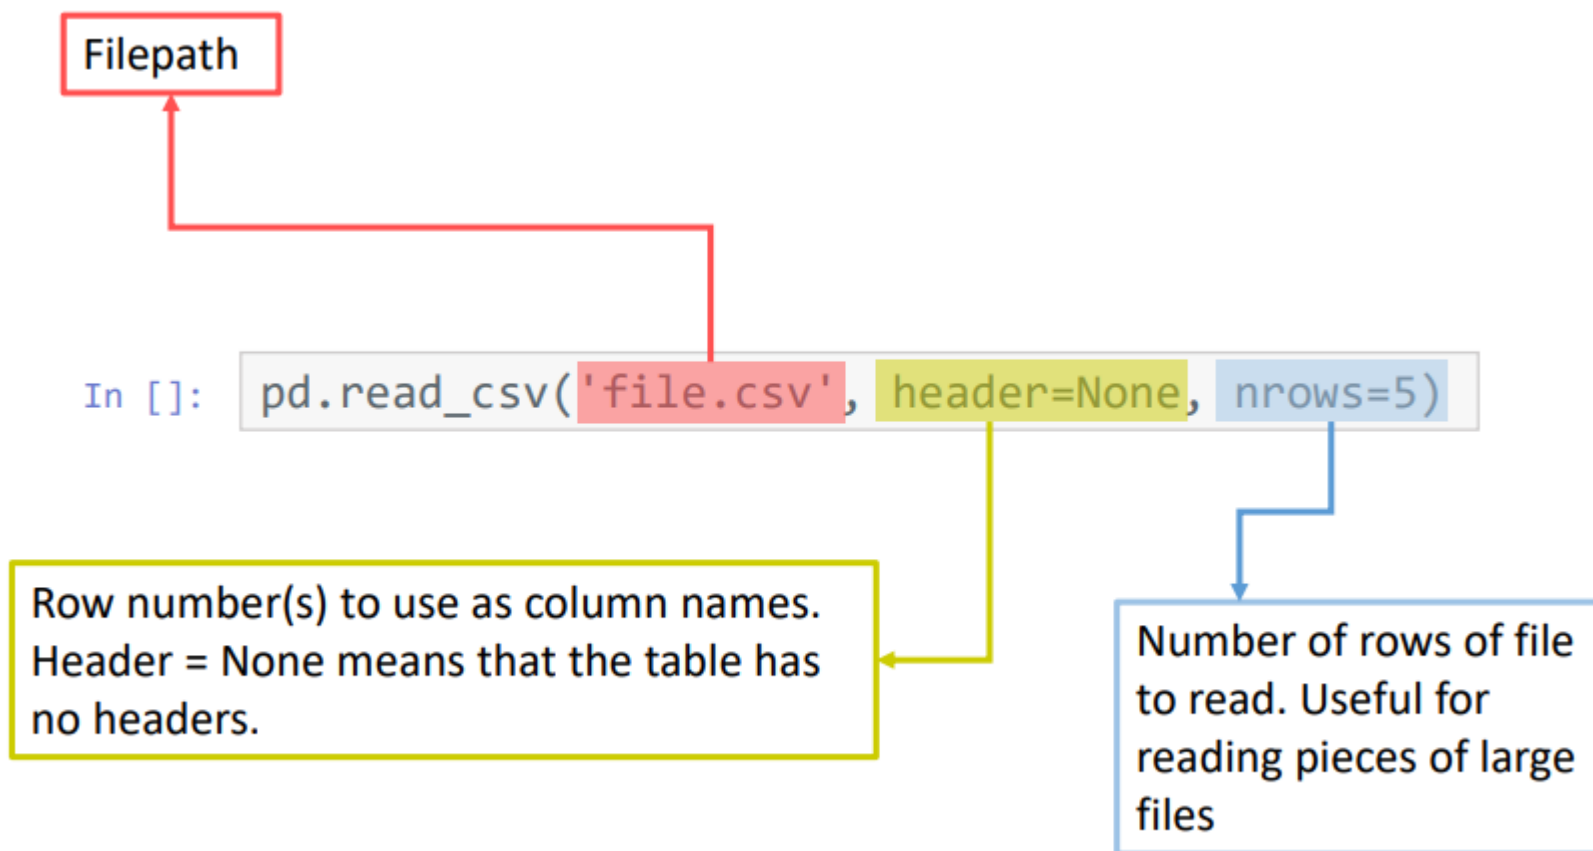 Filepath
In []: pd.read_csv('file.csv', header=None, nrows=5)
Row number(s) to use as column names.
Header = None means that the table has
no headers.
Number of rows of file
to read. Useful for
reading pieces of large
files